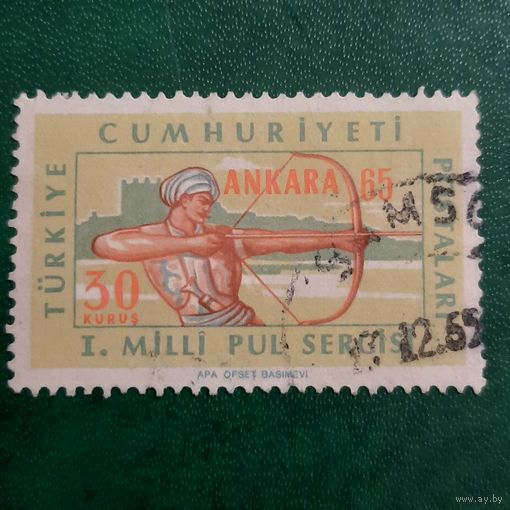 TÜRKİYE
CUMHURİYETİ
POSTALARI
ANKARA 65
30
KURUŞ
I. MİLLÎ PUL SERGİSİ
APA OFSET BASIMEVİ
12.65
www.ay.by